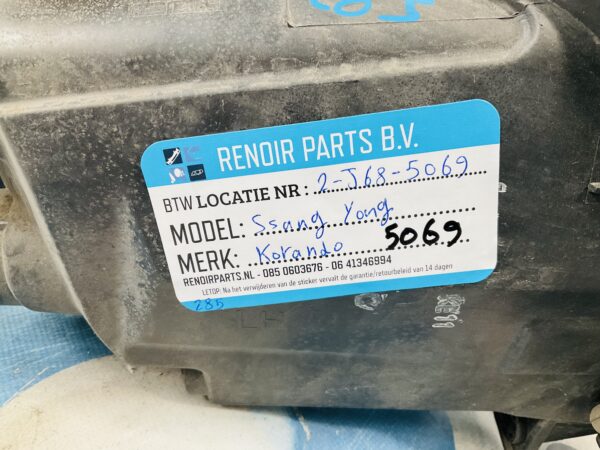 RENOIR PARTS B.V.
BTW LOCATIE NR : 2-J68-5069
MODEL: Ssang Yong
MERK: Korando 5069
RENOIRPARTS.NL - 085 0603676 - 06 41346994
LETOP: Na het verwijderen van de sticker vervalt de garantie/retourbeleid van 14 dagen
285